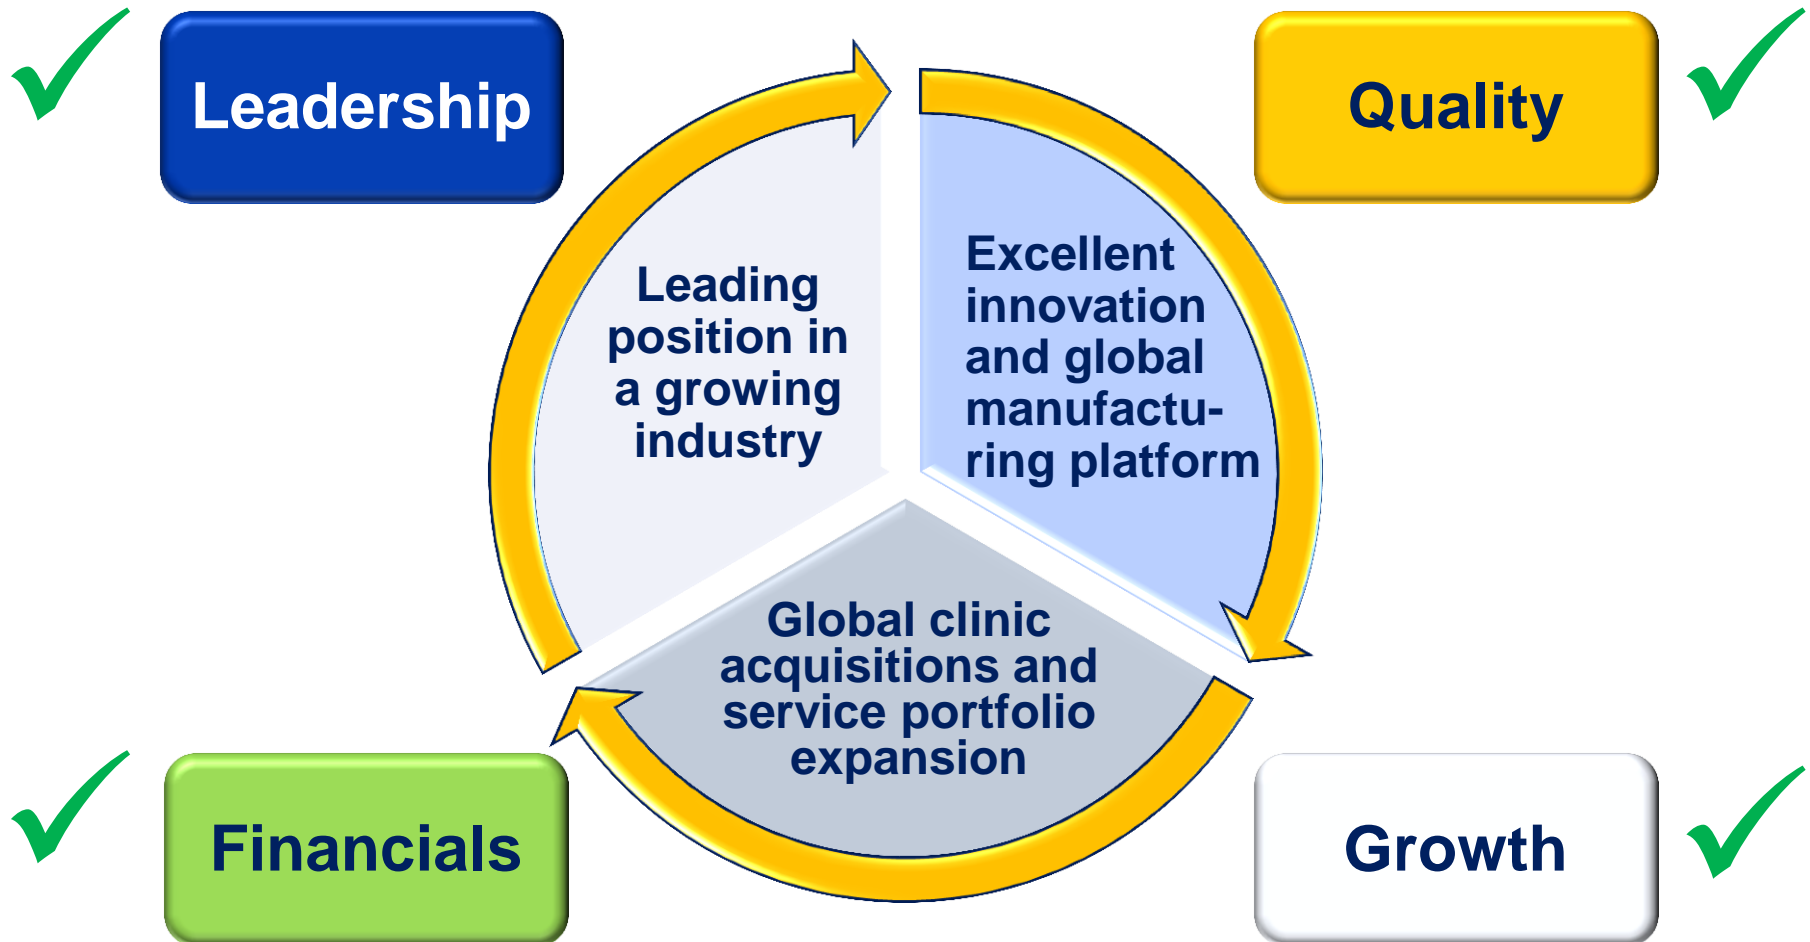 Leadership
Quality
Leading
position in
a growing
industry
Excellent
innovation
and global
manufactu-
ring platform
Global clinic
acquisitions and
service portfolio
expansion
Financials
Growth